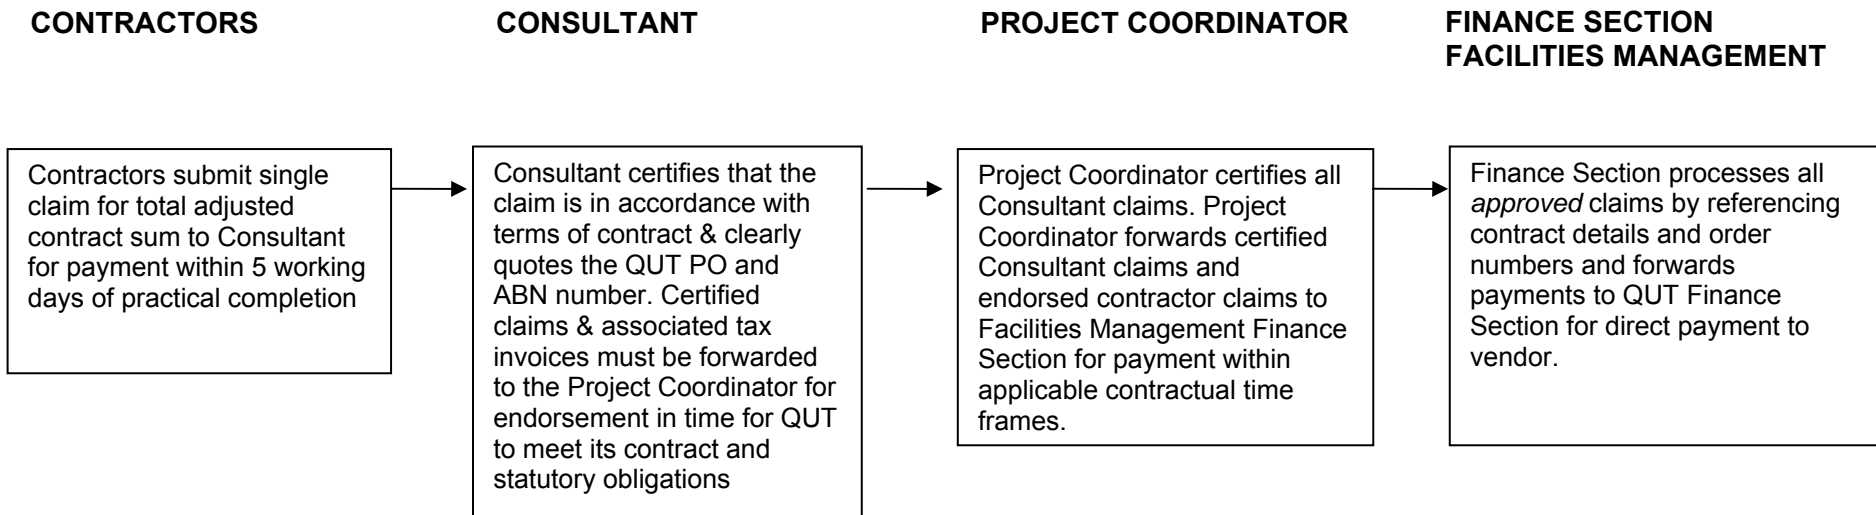 CONTRACTORS
CONSULTANT
PROJECT COORDINATOR
FINANCE SECTION
FACILITIES MANAGEMENT
Contractors submit single
claim for total adjusted
contract sum to Consultant
for payment within 5 working
days of practical completion
Consultant certifies that the
claim is in accordance with
terms of contract & clearly
quotes the QUT PO and
ABN number. Certified
claims & associated tax
invoices must be forwarded
to the Project Coordinator for
endorsement in time for QUT
to meet its contract and
statutory obligations
Project Coordinator certifies all
Consultant claims. Project
Coordinator forwards certified
Consultant claims and
endorsed contractor claims to
Facilities Management Finance
Section for payment within
applicable contractual time
frames.
Finance Section processes all
approved claims by referencing
contract details and order
numbers and forwards
payments to QUT Finance
Section for direct payment to
vendor.